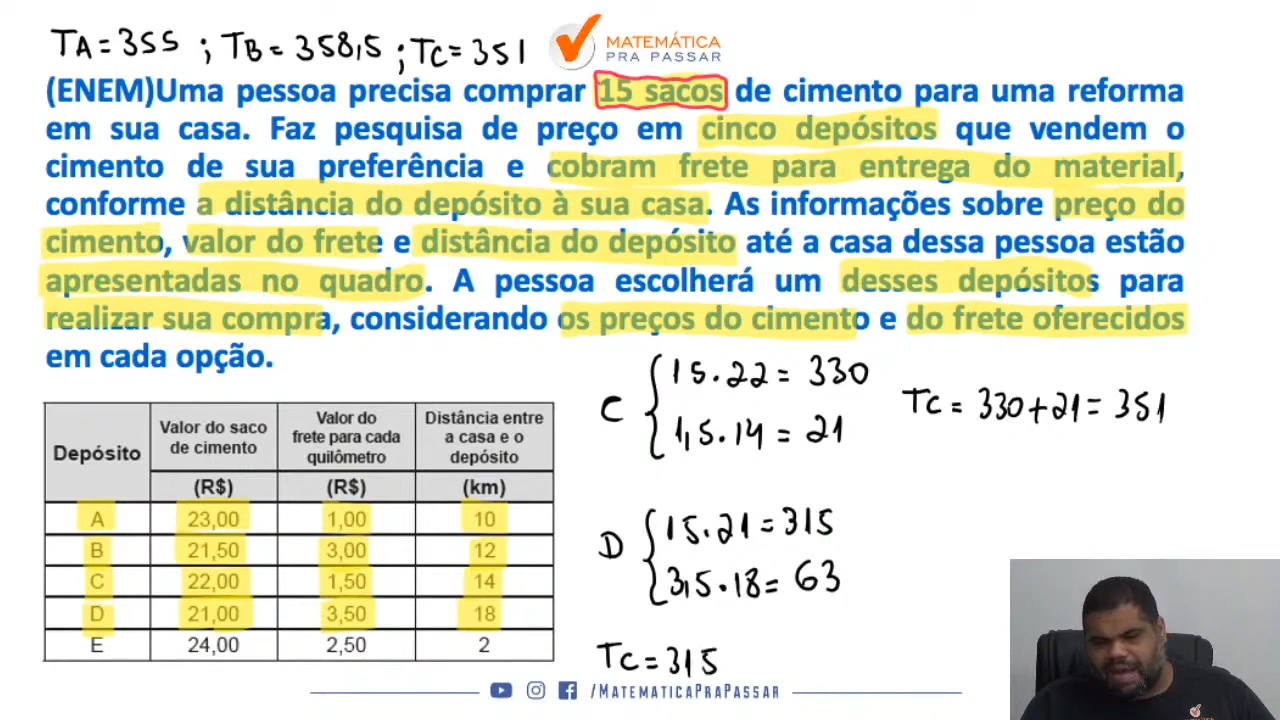 TA = 355 ; TB = 358,5 ; TC = 351
MATEMÁTICA
PRA PASSAR
(ENEM)Uma pessoa precisa comprar 15 sacos de cimento para uma reforma
em sua casa. Faz pesquisa de preço em cinco depósitos que vendem o
cimento de sua preferência e cobram frete para entrega do material,
conforme a distância do depósito à sua casa. As informações sobre preço do
cimento, valor do frete e distância do depósito até a casa dessa pessoa estão
apresentadas no quadro. A pessoa escolherá um desses depósitos para
realizar sua compra, considerando os preços do cimento e do frete oferecidos
em cada opção.
Depósito
Valor do saco
de cimento
Valor do
frete para cada
quilômetro
Distância entre
a casa e o
depósito
(R$) (R$) (km)
A 23,00 1,00 10
B 21,50 3,00 12
C 22,00 1,50 14
D 21,00 3,50 18
E 24,00 2,50 2
C
15.22 = 330
1,5.14 = 21
TC = 330+21 = 351
D
15.21 = 315
3,5.18 = 63
TC = 315
/MATEMATICAPRAPASSAR